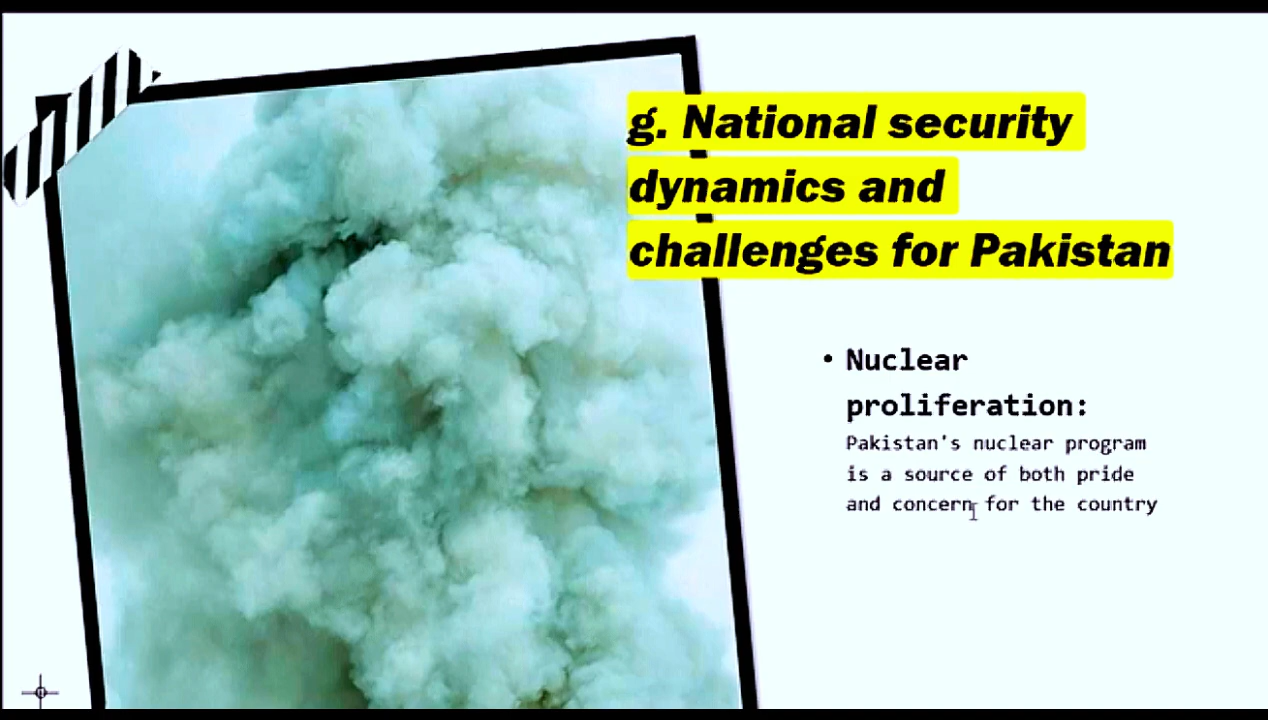 g. National security
dynamics and
challenges for Pakistan
• Nuclear
proliferation:
Pakistan's nuclear program
is a source of both pride
and concern for the country